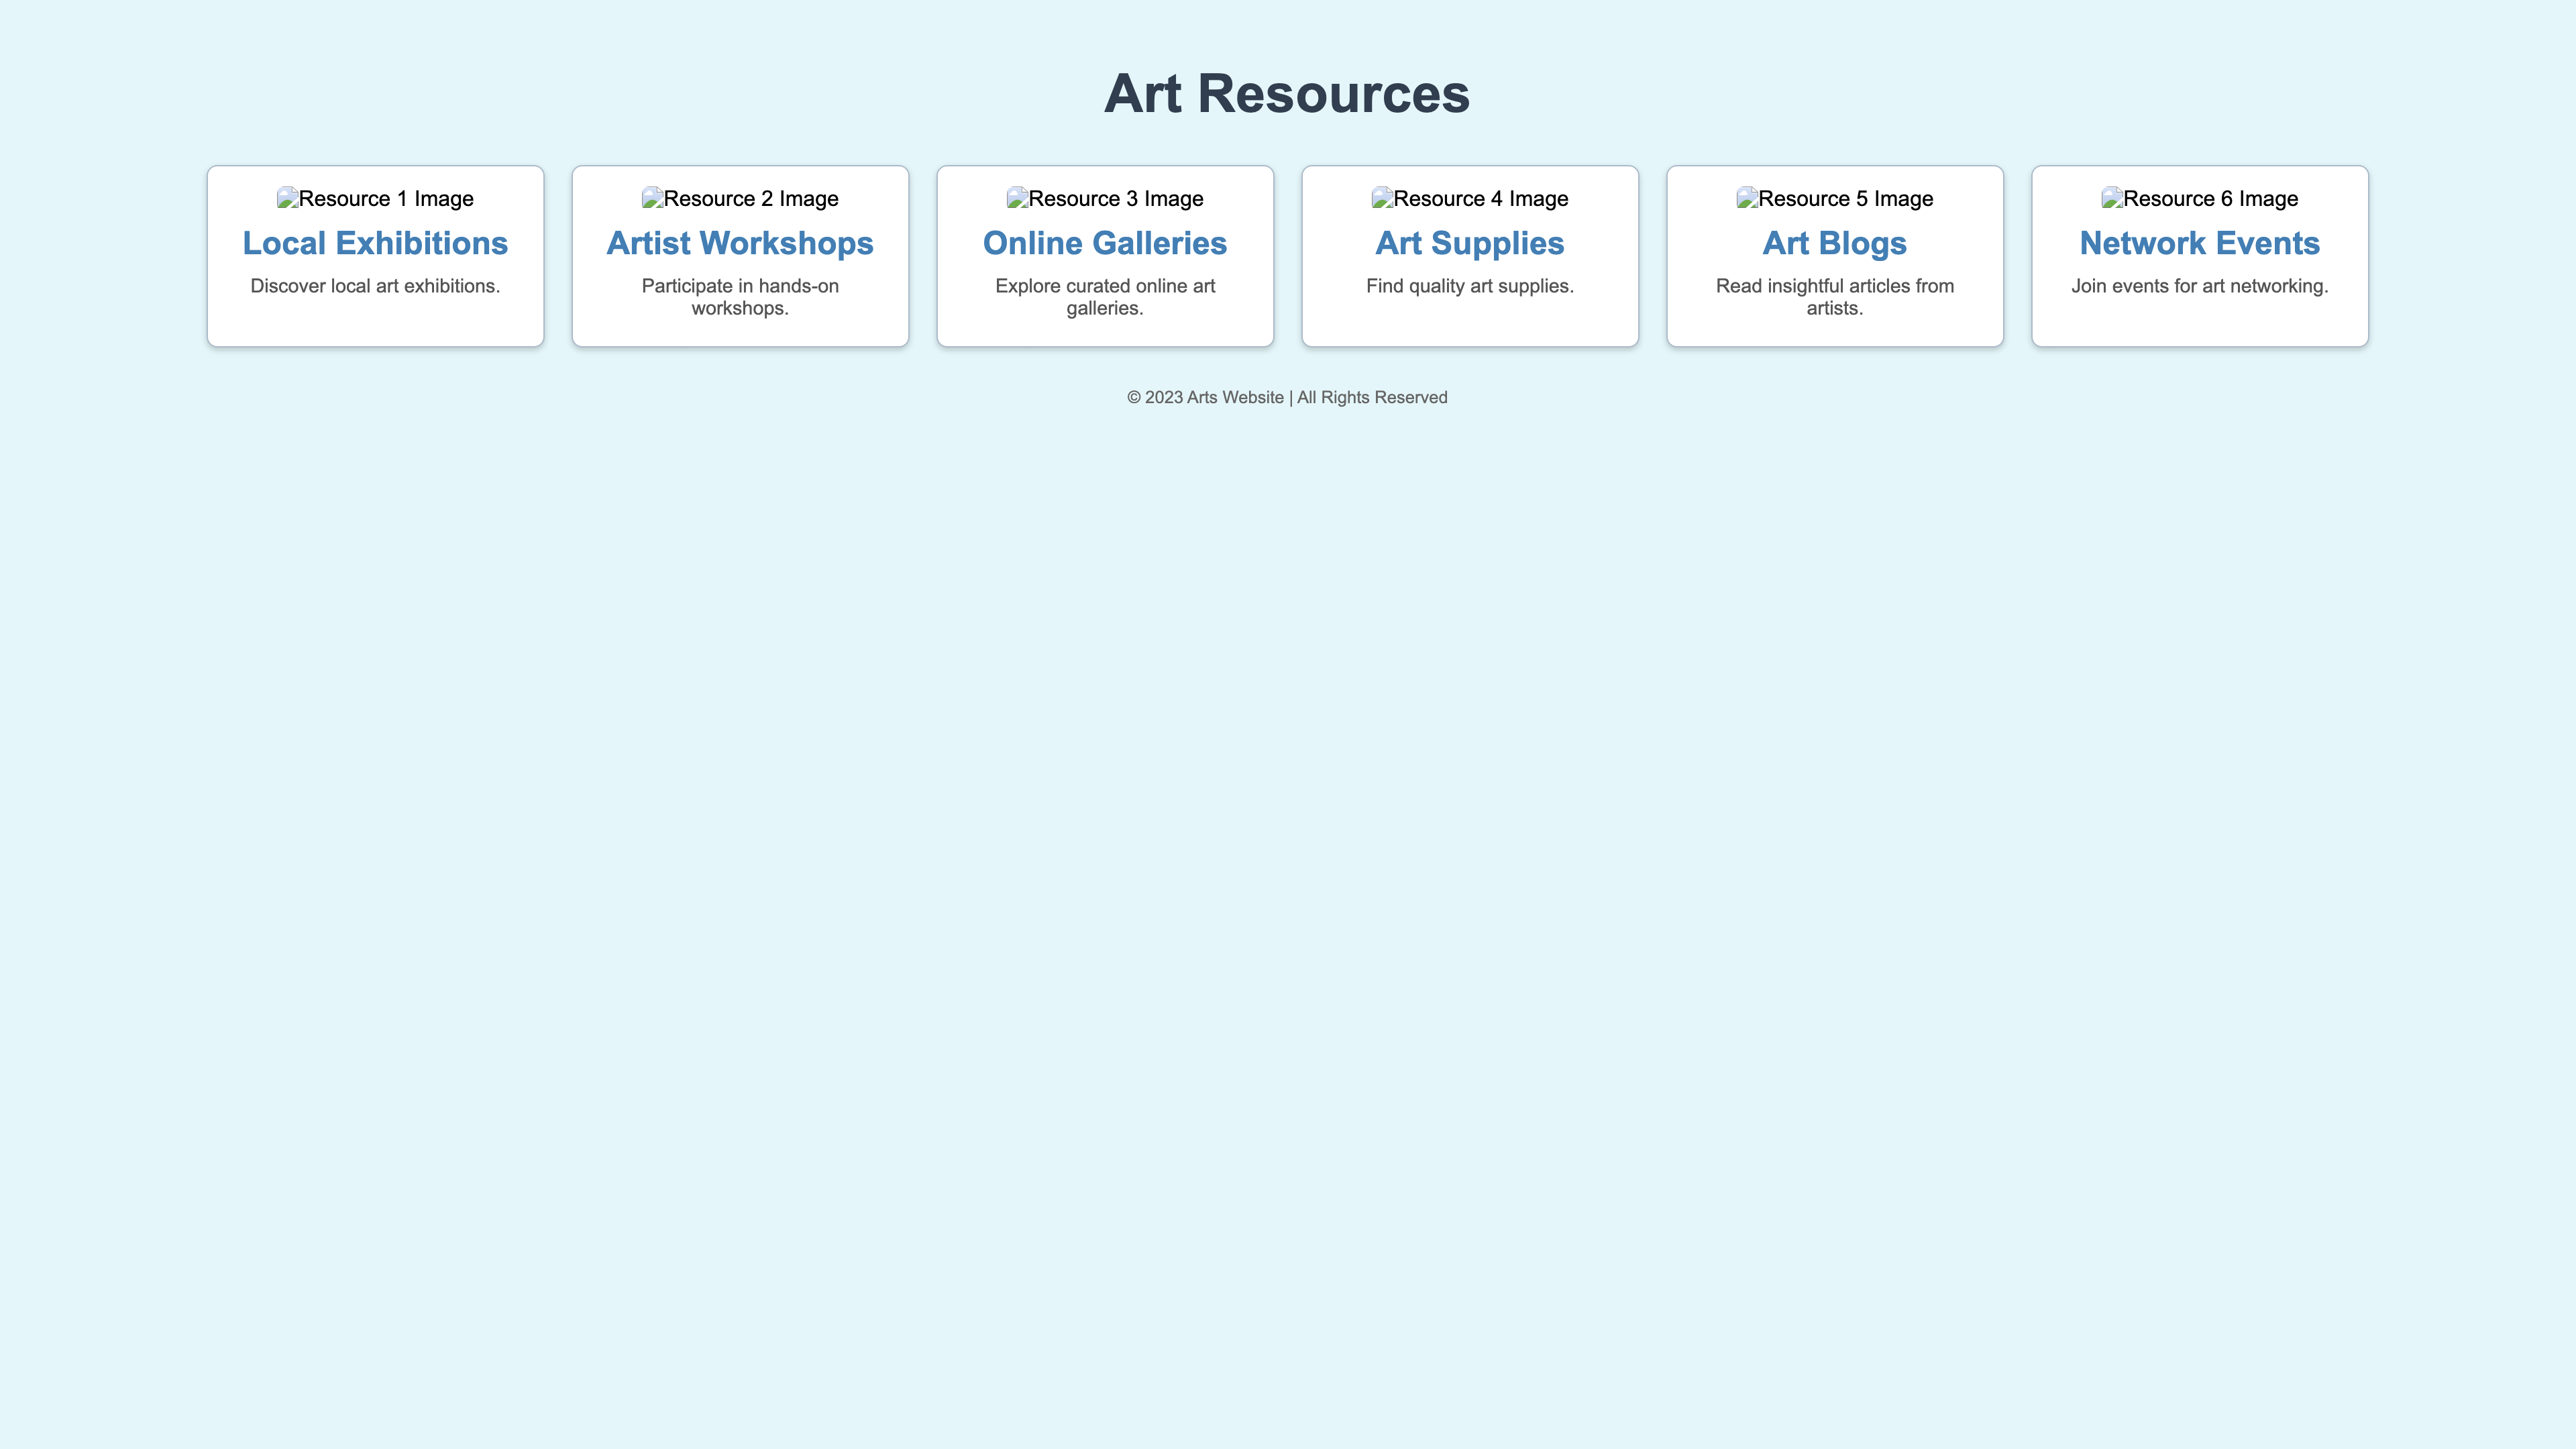 Art Resources
Resource 1 Image
Local Exhibitions
Discover local art exhibitions.
Resource 2 Image
Artist Workshops
Participate in hands-on
workshops.
Resource 3 Image
Online Galleries
Explore curated online art
galleries.
Resource 4 Image
Art Supplies
Find quality art supplies.
Resource 5 Image
Art Blogs
Read insightful articles from
artists.
Resource 6 Image
Network Events
Join events for art networking.
© 2023 Arts Website | All Rights Reserved